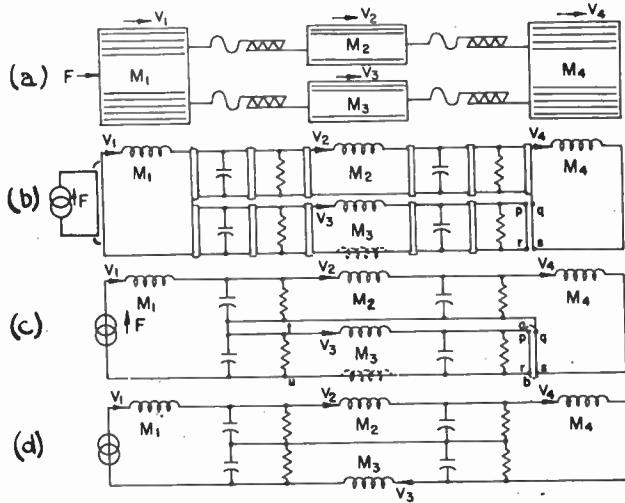 V1 V2 V4
(a) F M1 M2 M4
V3
M3
V1 V2 V4
M1 M2 M4
(b) F
V3 p q
M3 r s
V1 V2 V4
M1 M2 M4
(c) F
a
V3 p q
M3 r s
u b
V1 V2 V4
M1 M2 M4
(d)
M3
V3